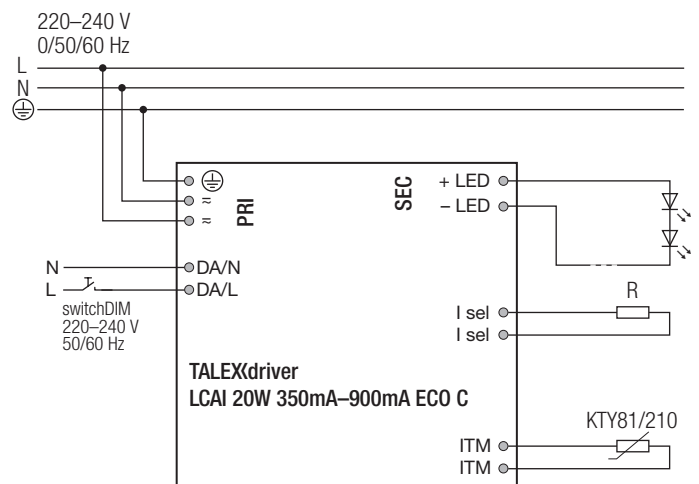 220–240 V
0/50/60 Hz
L
N
≂
≂
PRI
SEC
+ LED
– LED
N
DA/N
L
DA/L
switchDIM
220–240 V
50/60 Hz
I sel
I sel
R
TALEXXdriver
LCAI 20W 350mA–900mA ECO C
KTY81/210
ITM
ITM